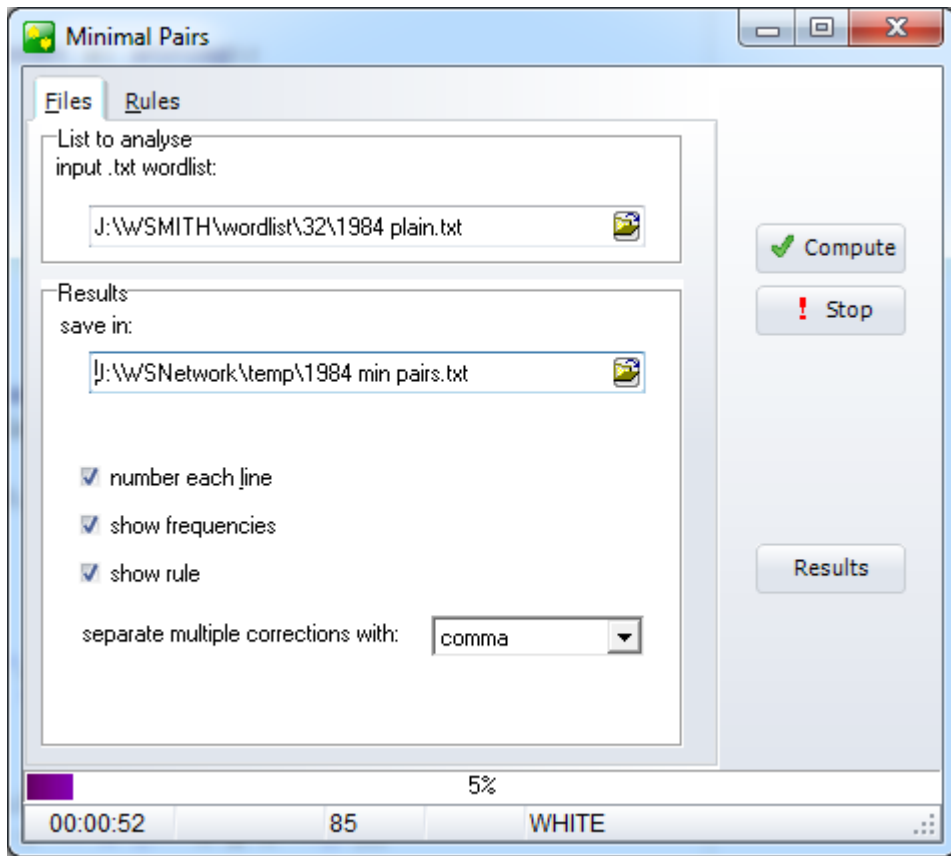 Minimal Pairs
Files Rules
List to analyse
input .txt wordlist:
J:\WSMITH\wordlist\32\1984 plain.txt
Compute
Results
Stop
save in:
J:\WSNetwork\temp\1984 min pairs.txt
number each line
show frequencies
show rule
Results
separate multiple corrections with: comma
5%
00:00:52 85 WHITE